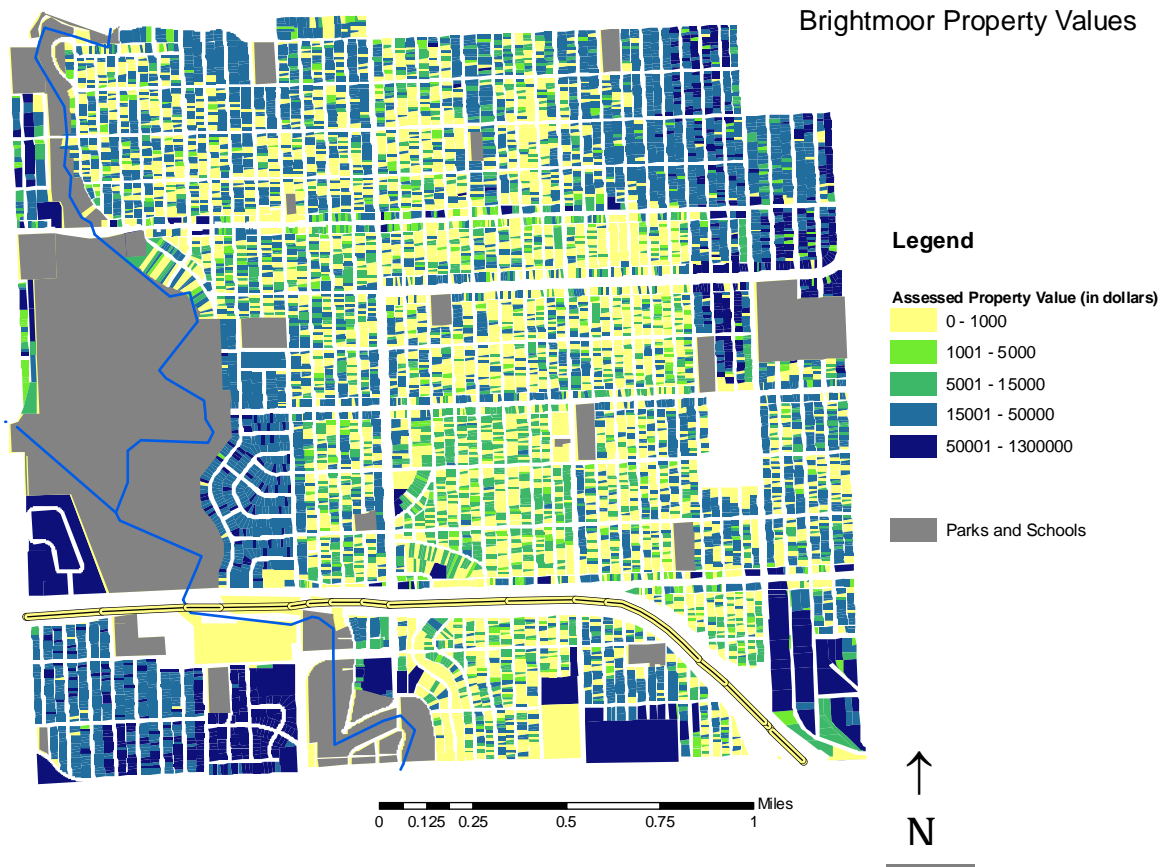 Brightmoor Property Values
Legend
Assessed Property Value (in dollars)
0 - 1000
1001 - 5000
5001 - 15000
15001 - 50000
50001 - 1300000
Parks and Schools
Miles
0 0.125 0.25 0.5 0.75 1
N